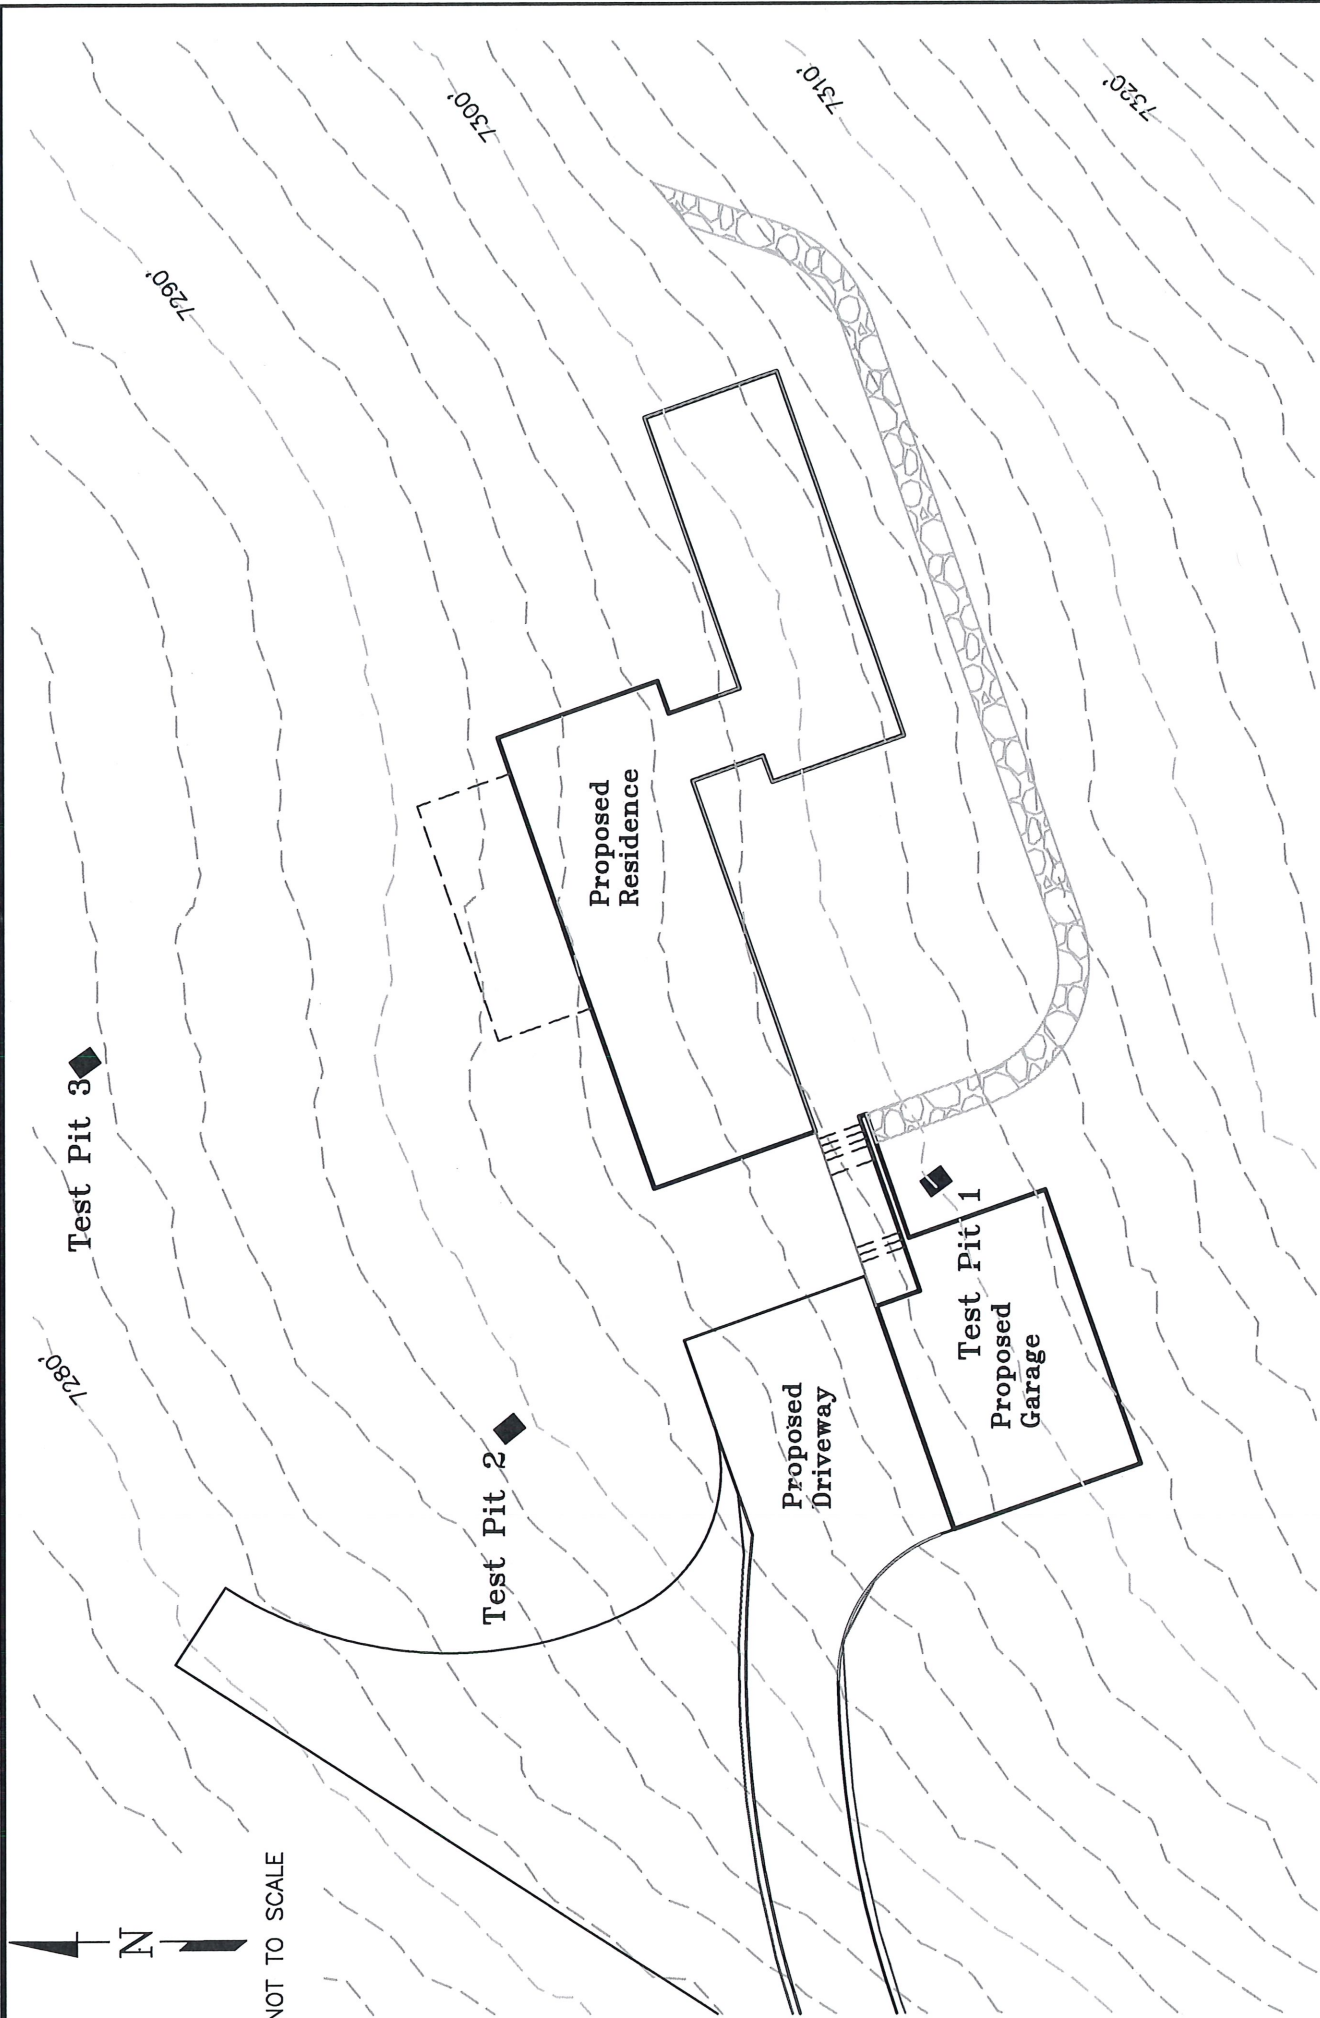 N
NOT TO SCALE
7280'
7290'
7300'
7310'
7320'
Test Pit 3
Test Pit 2
Test Pit 1
Proposed
Residence
Proposed
Driveway
Proposed
Garage